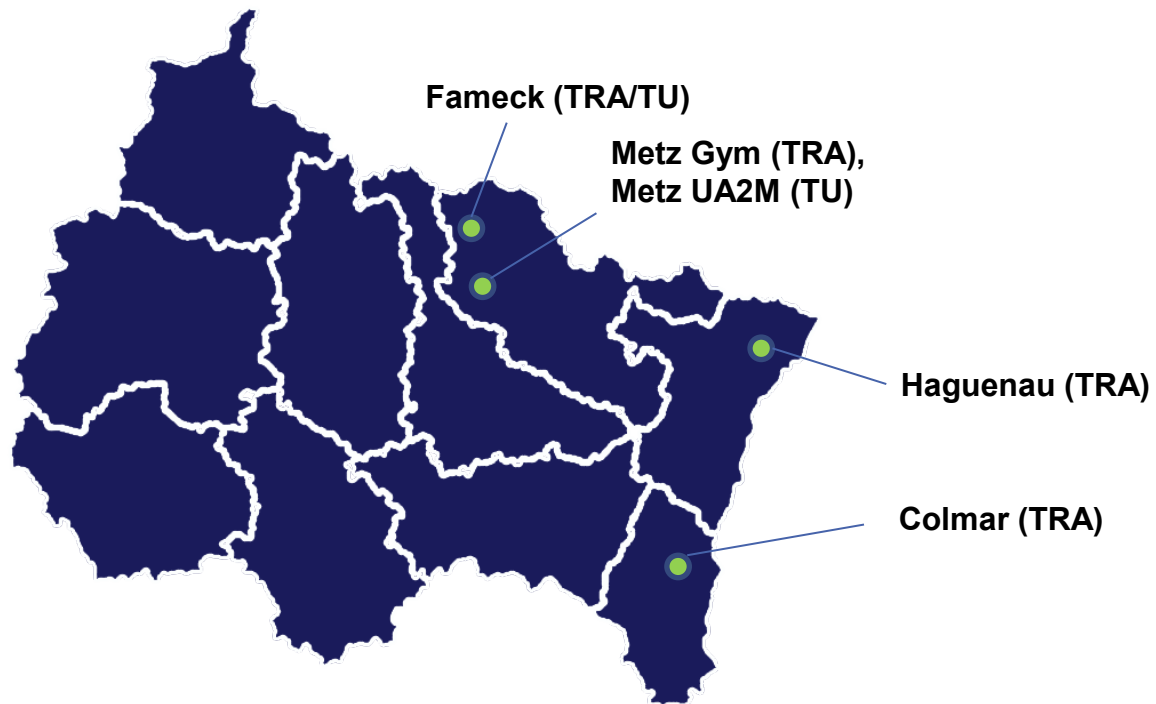 Fameck (TRA/TU)
Metz Gym (TRA),
Metz UA2M (TU)
Haguenau (TRA)
Colmar (TRA)